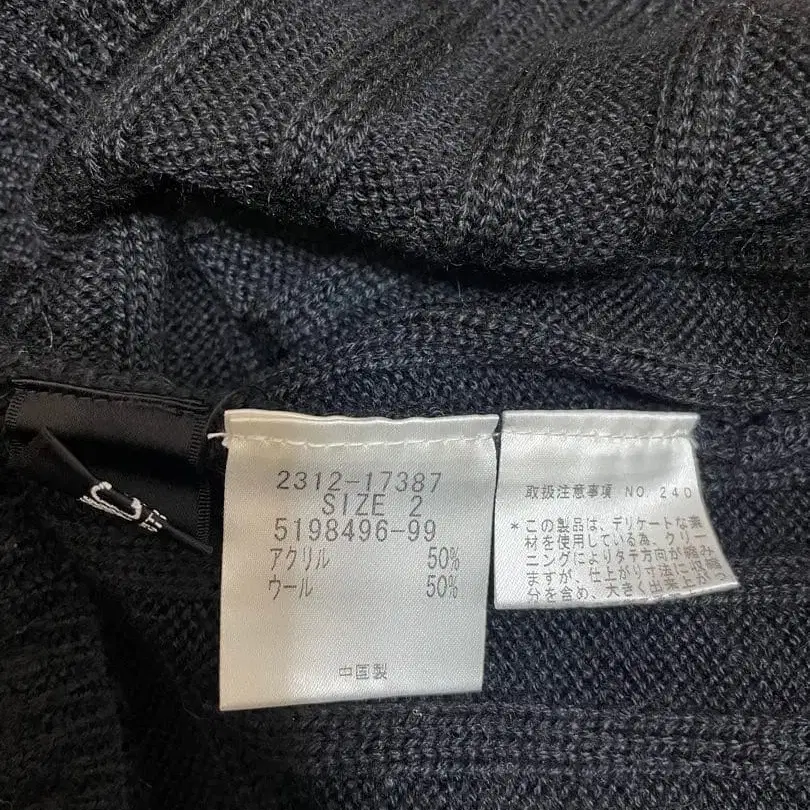 2312-17387
SIZE 2
5198496-99
アクリル 50%
ウール 50%
中国製
取扱注意事項 NO. 240
*この製品は、デリケートな素
材を使用している為、クリー
ニングによりタテ方向が縮み
ますが、仕上がり寸法に収縮
分を含め、大きく出来上がっ